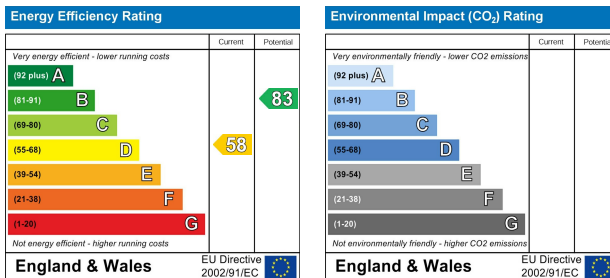 Energy Efficiency Rating
Current Potential
Very energy efficient - lower running costs
(92 plus) A
(81-91) B
83
(69-80) C
(55-68) D
58
(39-54) E
(21-38) F
(1-20) G
Not energy efficient - higher running costs
England & Wales
EU Directive
2002/91/EC
Environmental Impact (CO2) Rating
Current Potential
Very environmentally friendly - lower CO2 emissions
(92 plus) A
(81-91) B
(69-80) C
(55-68) D
(39-54) E
(21-38) F
(1-20) G
Not environmentally friendly - higher CO2 emissions
England & Wales
EU Directive
2002/91/EC